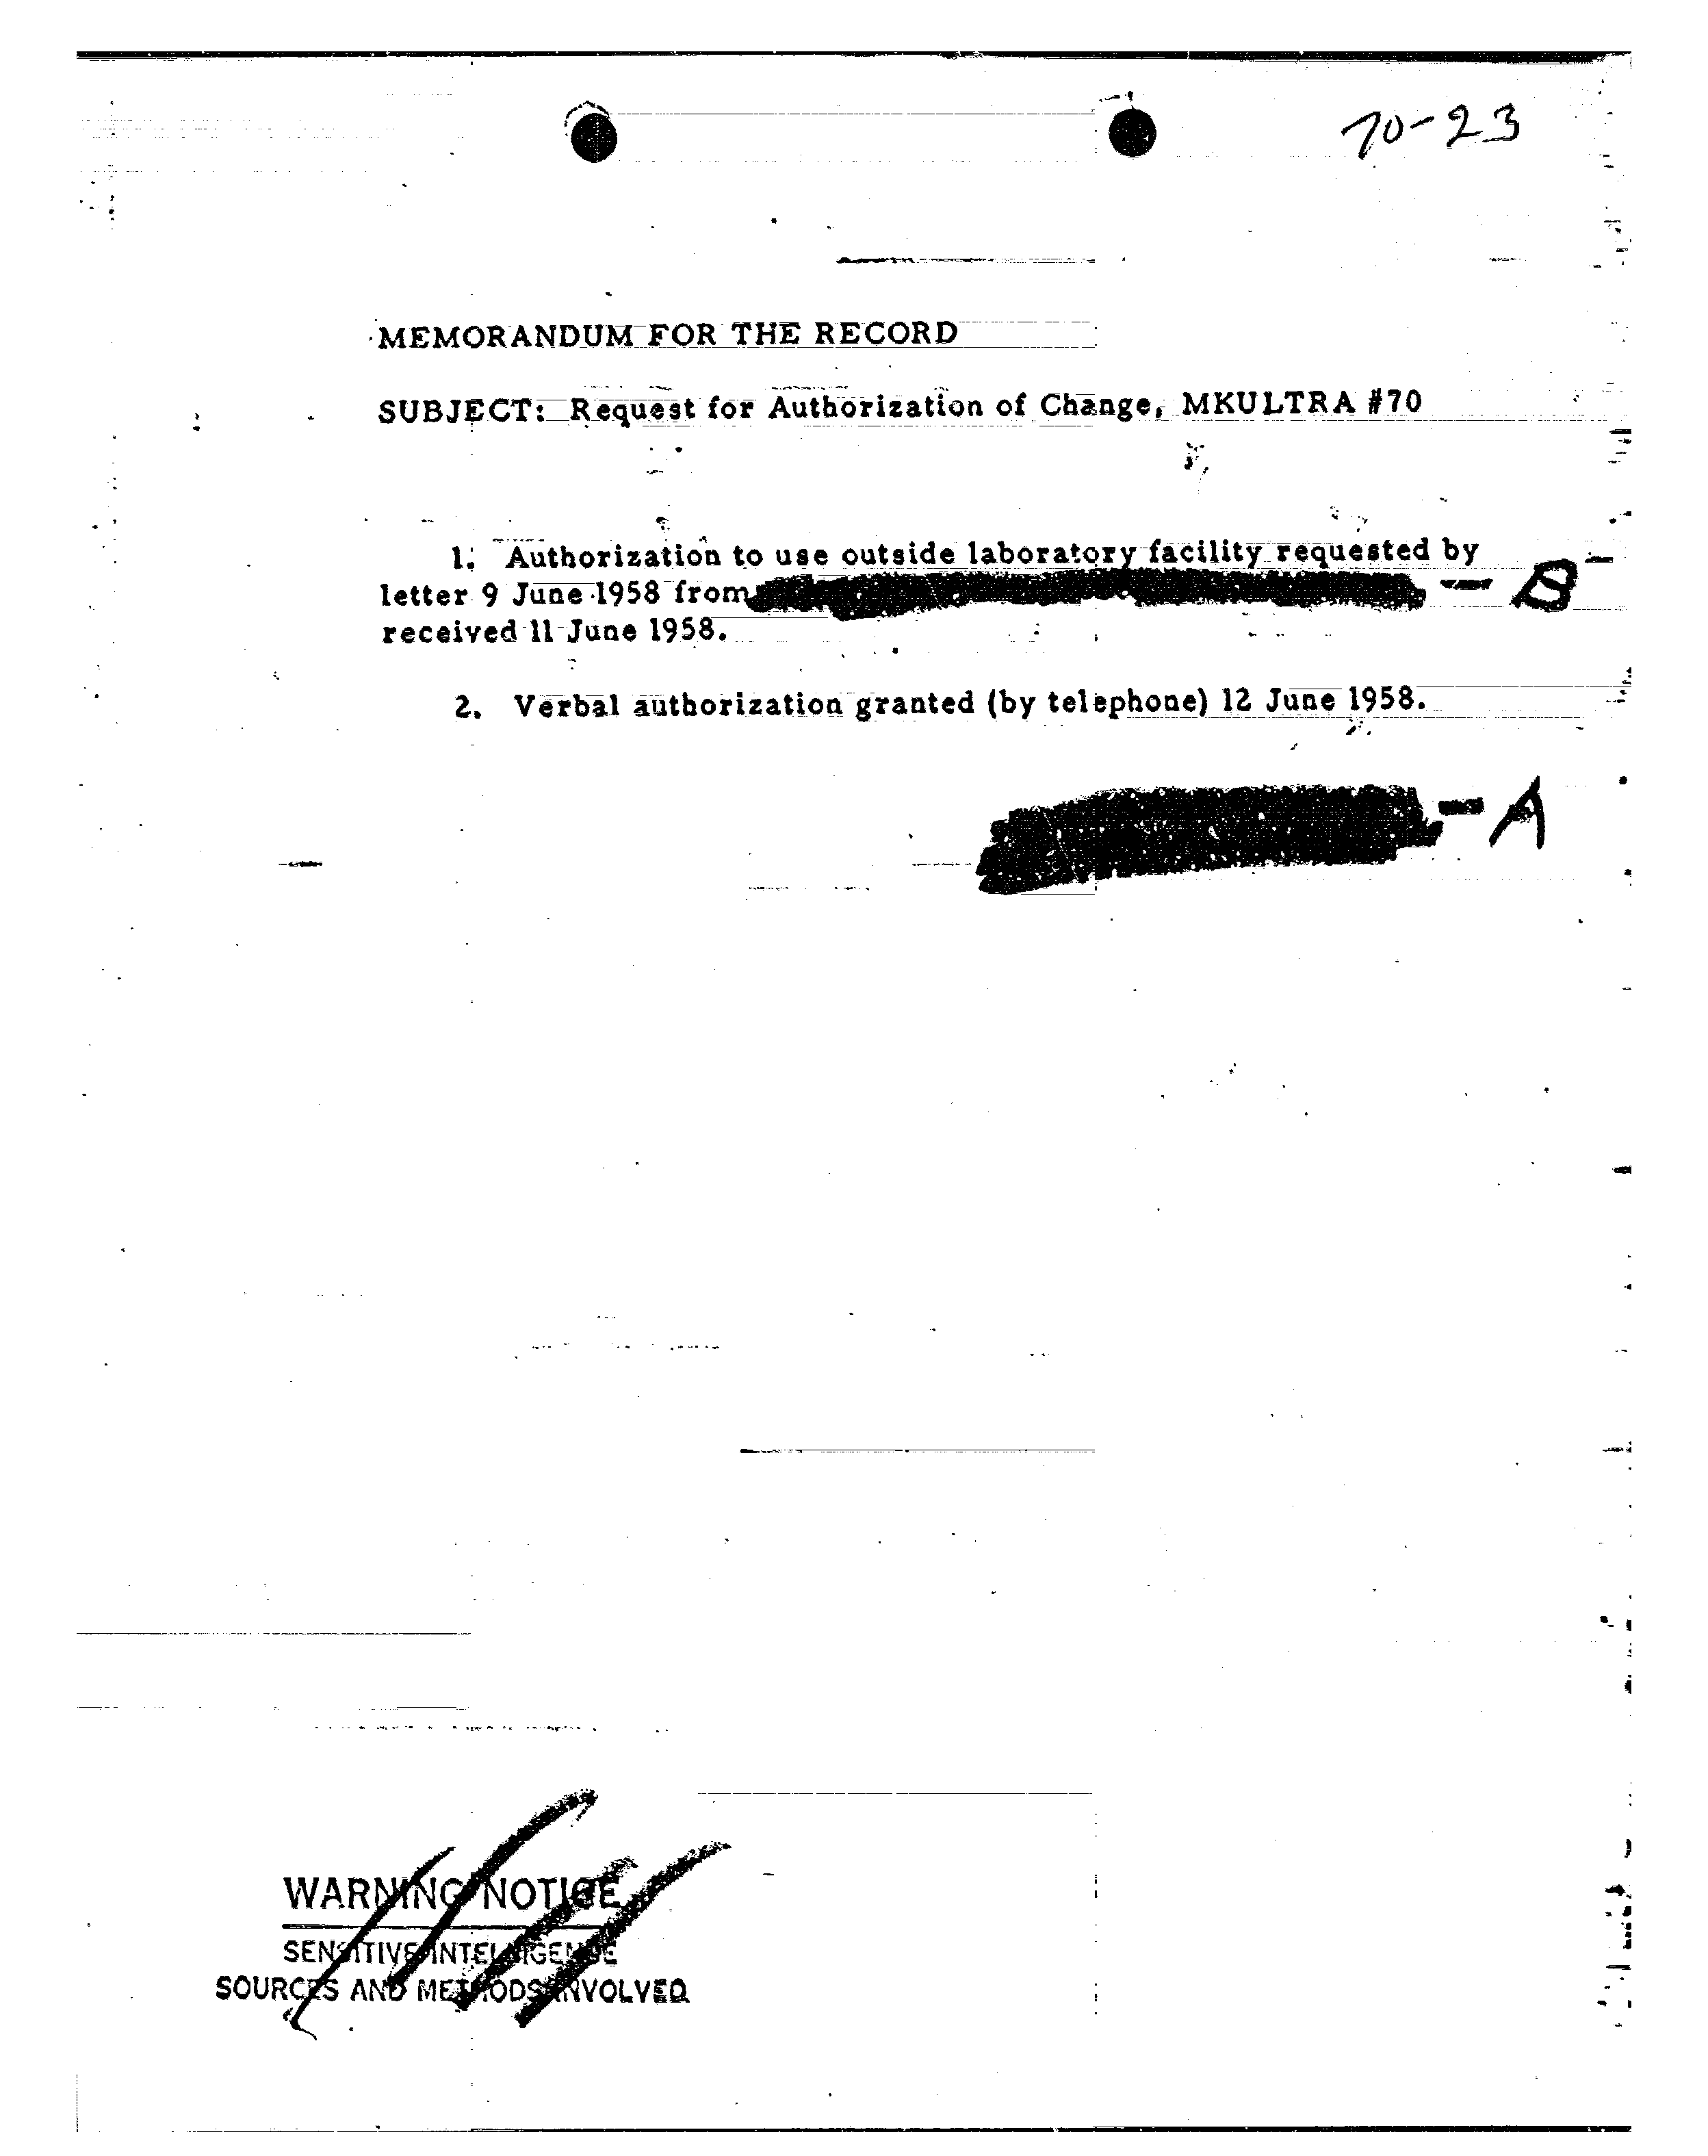 70-23
MEMORANDUM FOR THE RECORD
SUBJECT: Request for Authorization of Change, MKULTRA #70
1. Authorization to use outside laboratory facility requested by
letter 9 June 1958 from - B
received 11 June 1958.
2. Verbal authorization granted (by telephone) 12 June 1958.
- A
WARNING NOTICE
SENSITIVE INTELLIGENCE
SOURCES AND METHODS INVOLVED